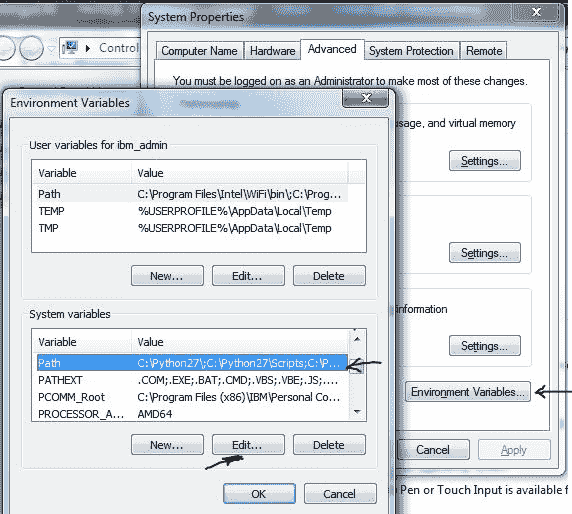 System Properties
Control
Computer Name Hardware Advanced System Protection Remote
You must be logged on as an Administrator to make most of these changes.
usage, and virtual memory
Settings...
Settings...
information
Settings...
Environment Variables...
Cancel Apply
Pen or Touch Input is available f
Environment Variables
User variables for ibm_admin
Variable Value
Path C:\Program Files\Intel\WiFi\bin\;C:\Prog...
TEMP %USERPROFILE%\AppData\Local\Temp
TMP %USERPROFILE%\AppData\Local\Temp
New... Edit... Delete
System variables
Variable Value
Path C:\Python27\;C:\Python27\Scripts;C:\P...
PATHEXT .COM;.EXE;.BAT;.CMD;.VBS;.VBE;.JS;....
PCOMM_Root C:\Program Files (x86)\IBM\Personal Co...
PROCESSOR_A... AMD64
New... Edit... Delete
OK Cancel